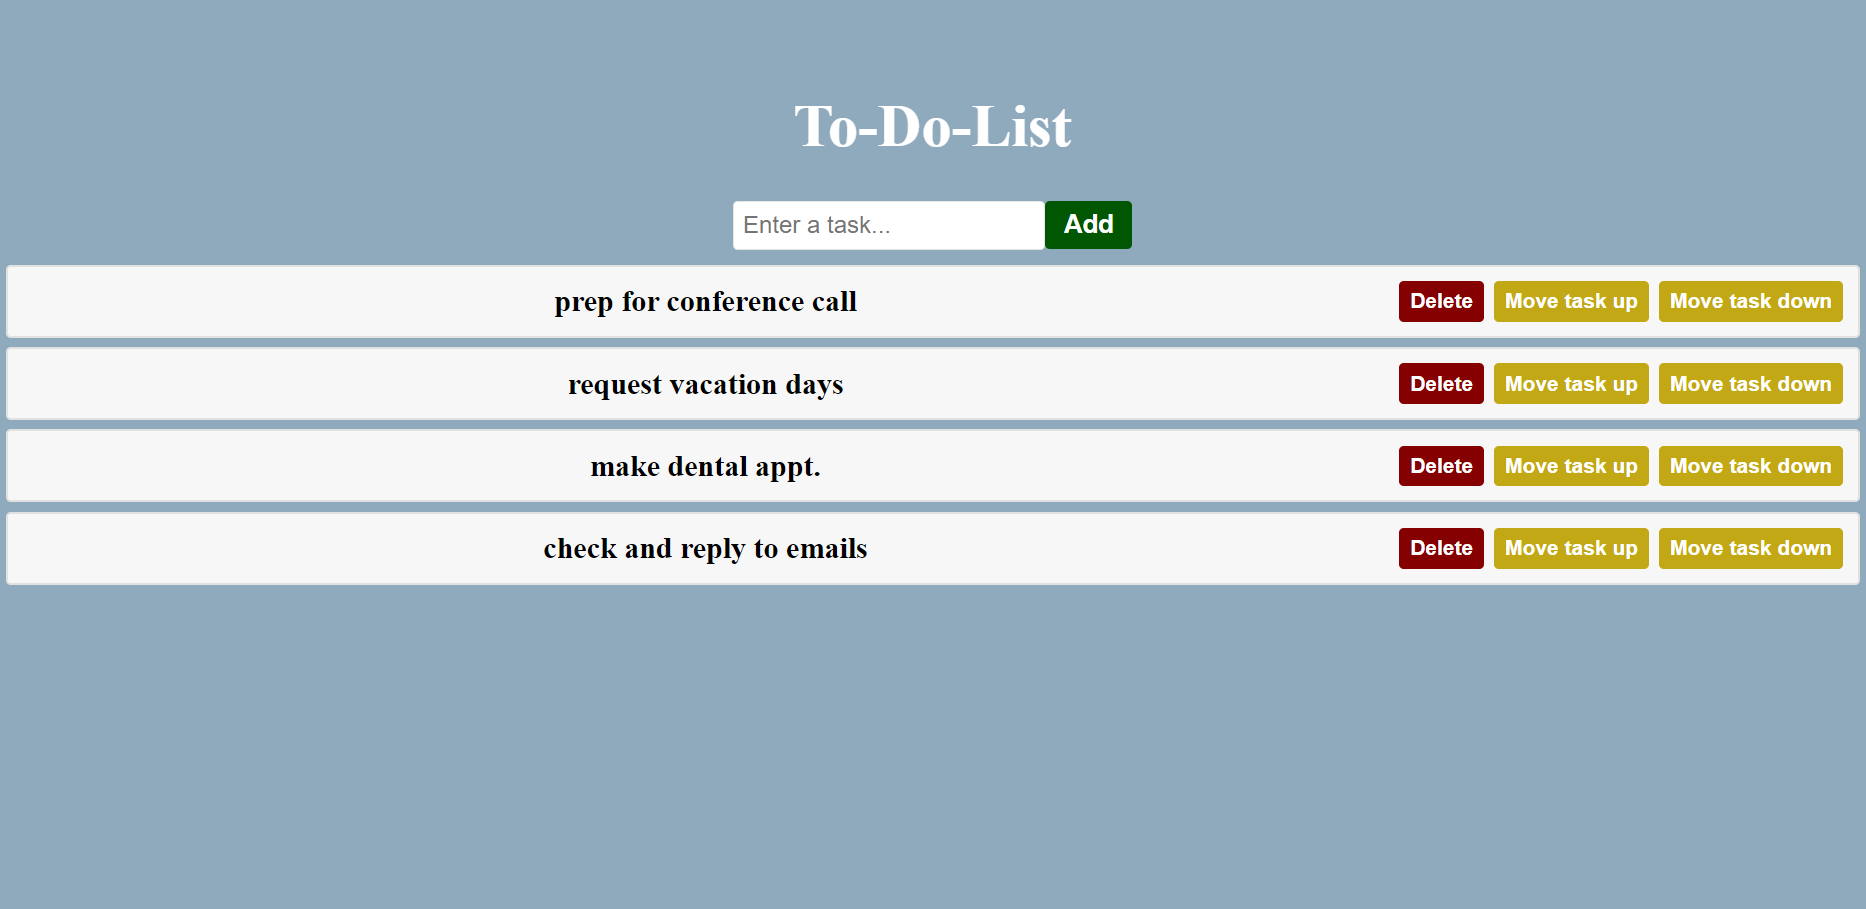 To-Do-List
Enter a task... Add
prep for conference call Delete Move task up Move task down
request vacation days Delete Move task up Move task down
make dental appt. Delete Move task up Move task down
check and reply to emails Delete Move task up Move task down